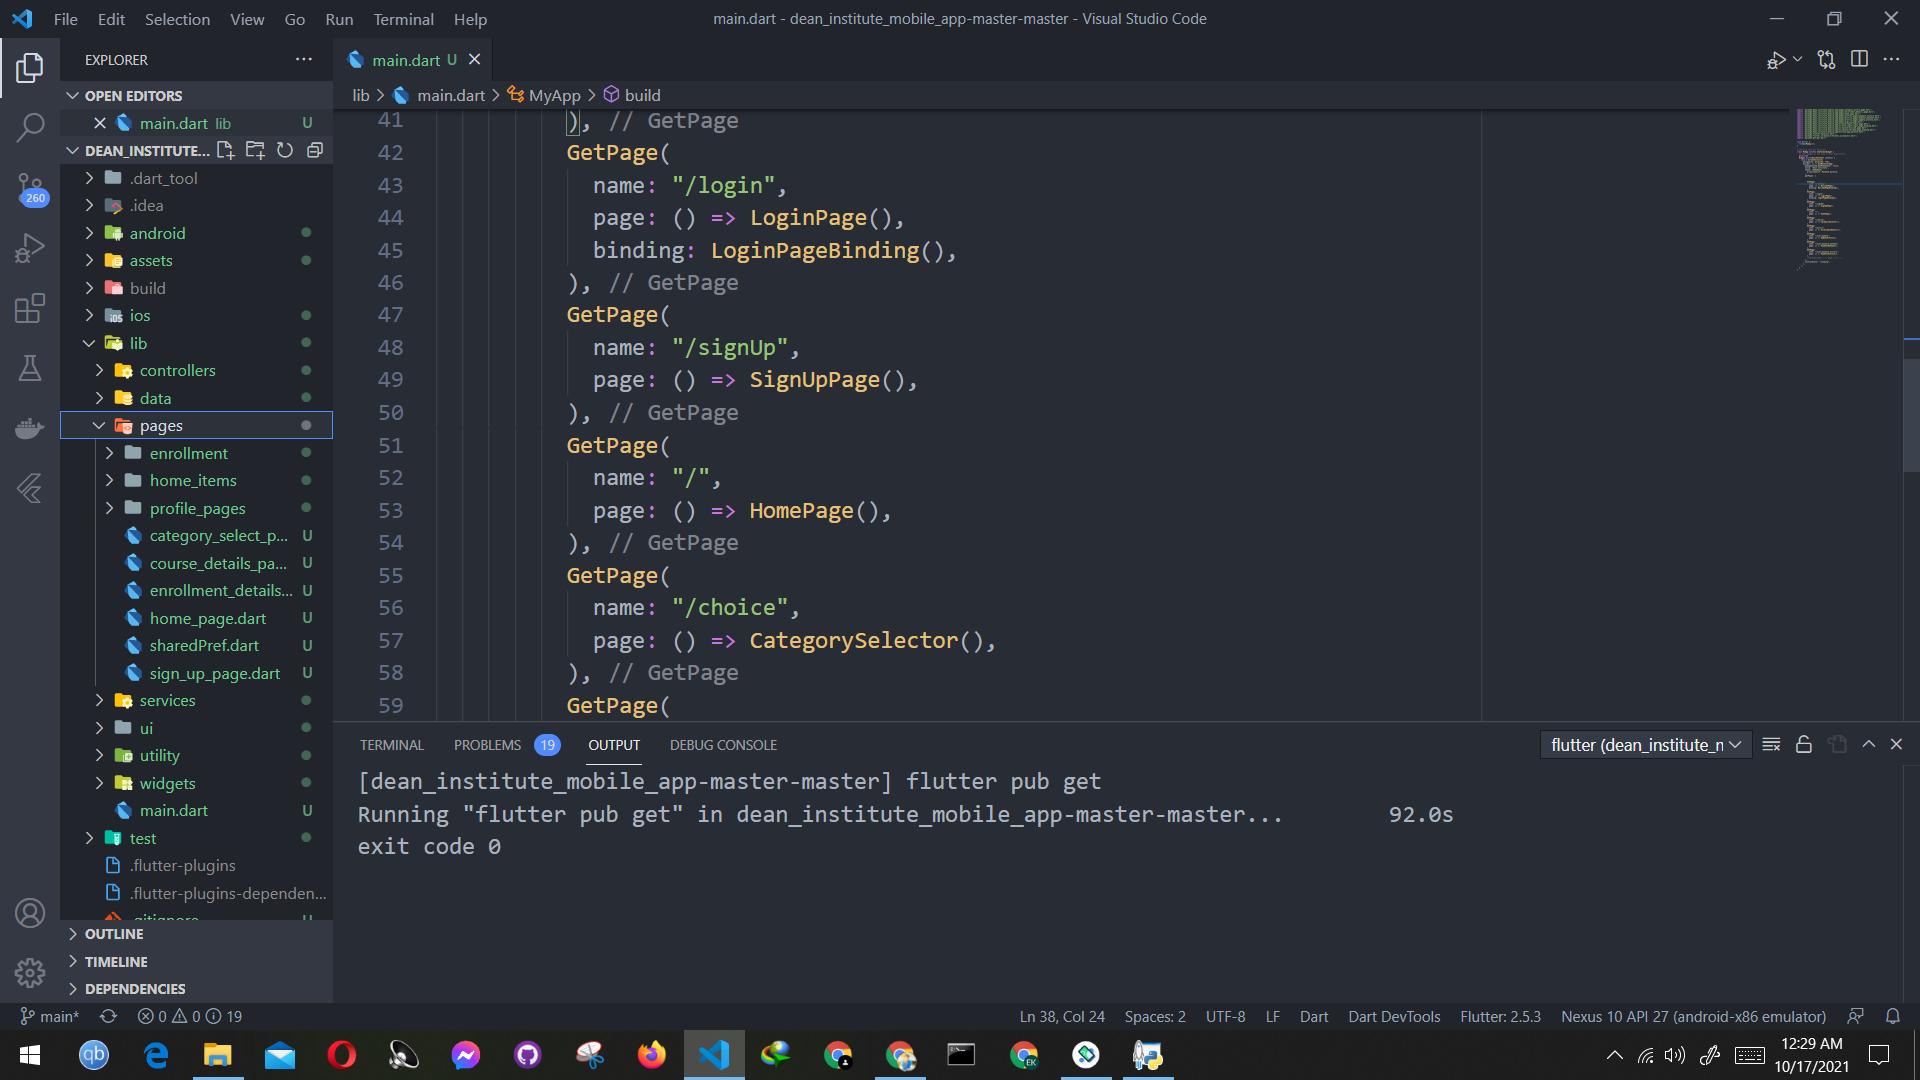 File Edit Selection View Go Run Terminal Help
main.dart - dean_institute_mobile_app-master-master - Visual Studio Code
EXPLORER
OPEN EDITORS
main.dart lib U
DEAN_INSTITUTE...
.dart_tool
.idea
android
assets
build
ios
lib
controllers
data
pages
enrollment
home_items
profile_pages
category_select_p... U
course_details_pa... U
enrollment_details... U
home_page.dart U
sharedPref.dart U
sign_up_page.dart U
services
ui
utility
widgets
main.dart U
test
.flutter-plugins
.flutter-plugins-dependen...
.gitignore U
OUTLINE
TIMELINE
DEPENDENCIES
260
main.dart U
lib > main.dart > MyApp > build
41 ), // GetPage
42 GetPage(
43 name: "/login",
44 page: () => LoginPage(),
45 binding: LoginPageBinding(),
46 ), // GetPage
47 GetPage(
48 name: "/signUp",
49 page: () => SignUpPage(),
50 ), // GetPage
51 GetPage(
52 name: "/",
53 page: () => HomePage(),
54 ), // GetPage
55 GetPage(
56 name: "/choice",
57 page: () => CategorySelector(),
58 ), // GetPage
59 GetPage(
TERMINAL PROBLEMS 19 OUTPUT DEBUG CONSOLE
flutter (dean_institute_n
[dean_institute_mobile_app-master-master] flutter pub get
Running "flutter pub get" in dean_institute_mobile_app-master-master... 92.0s
exit code 0
main* 0 0 19
Ln 38, Col 24 Spaces: 2 UTF-8 LF Dart Dart DevTools Flutter: 2.5.3 Nexus 10 API 27 (android-x86 emulator)
qb
EK
12:29 AM
10/17/2021